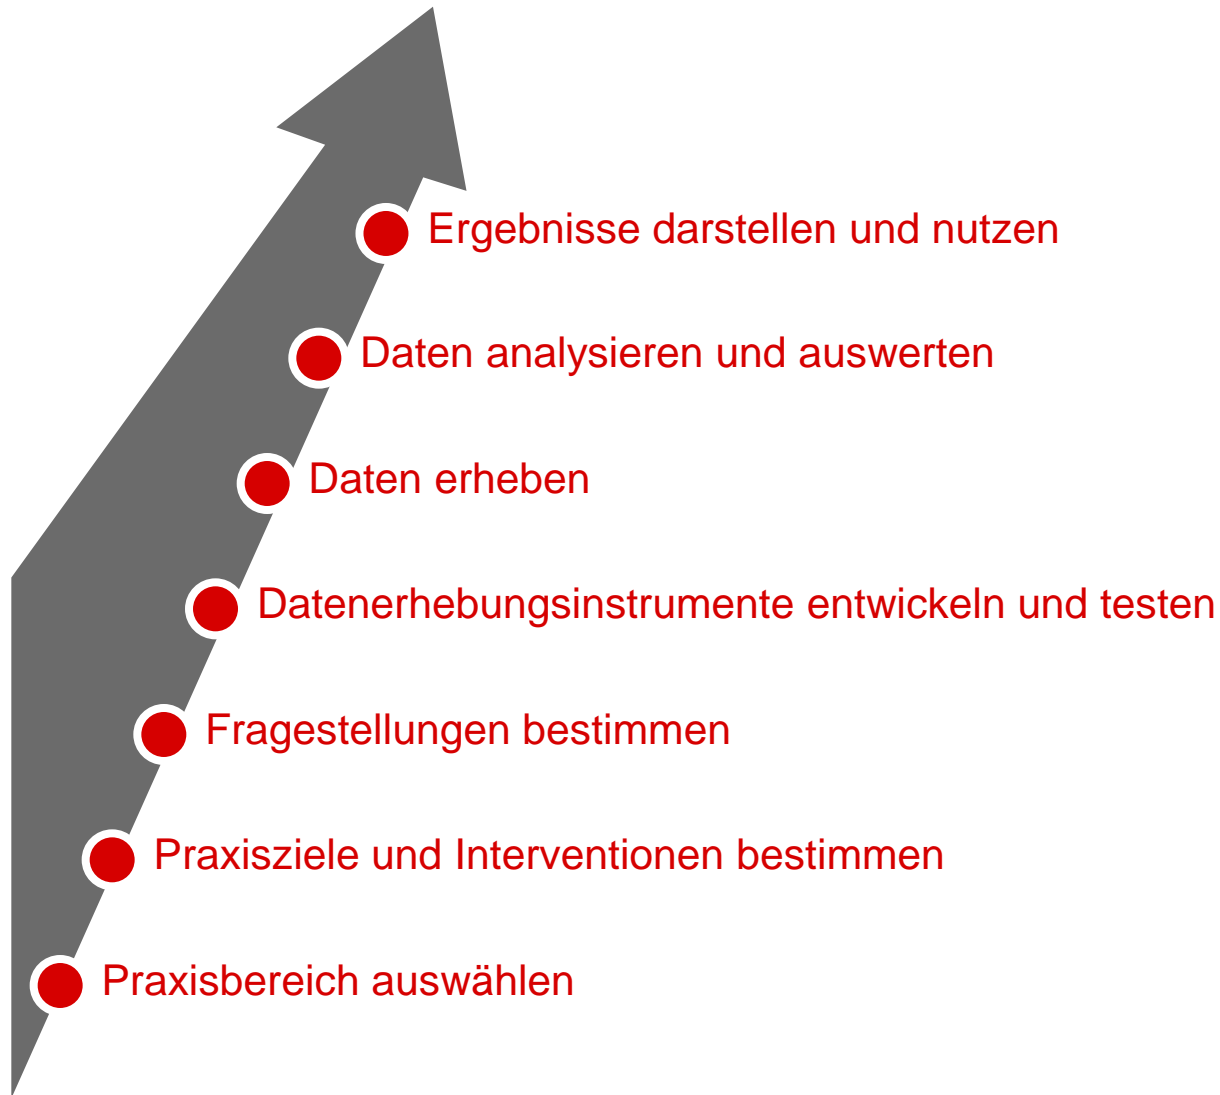 Ergebnisse darstellen und nutzen
Daten analysieren und auswerten
Daten erheben
Datenerhebungsinstrumente entwickeln und testen
Fragestellungen bestimmen
Praxisziele und Interventionen bestimmen
Praxisbereich auswählen